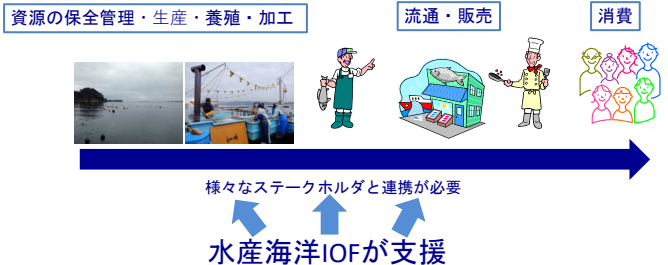 資源の保全管理・生産・養殖・加工
流通・販売
消費
様々なステークホルダと連携が必要
水産海洋IOFが支援